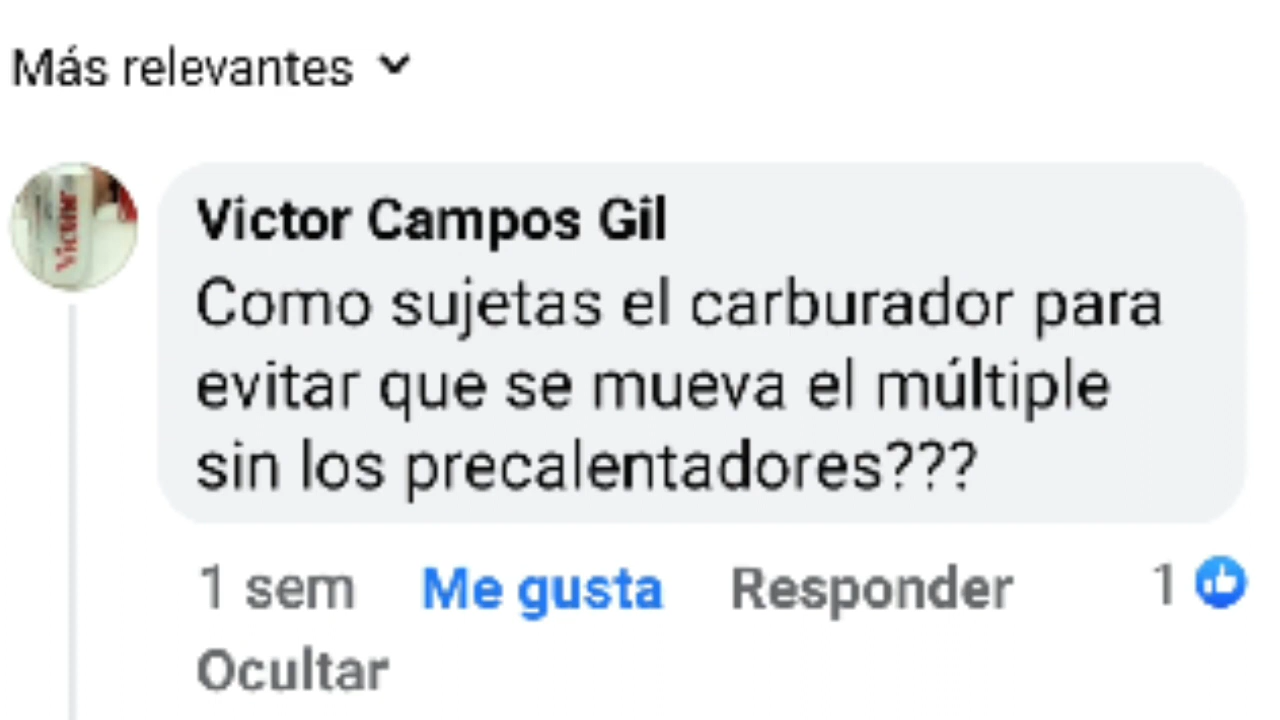 Más relevantes
Victor
Victor Campos Gil
Como sujetas el carburador para
evitar que se mueva el múltiple
sin los precalentadores???
1 sem Me gusta Responder 1
Ocultar